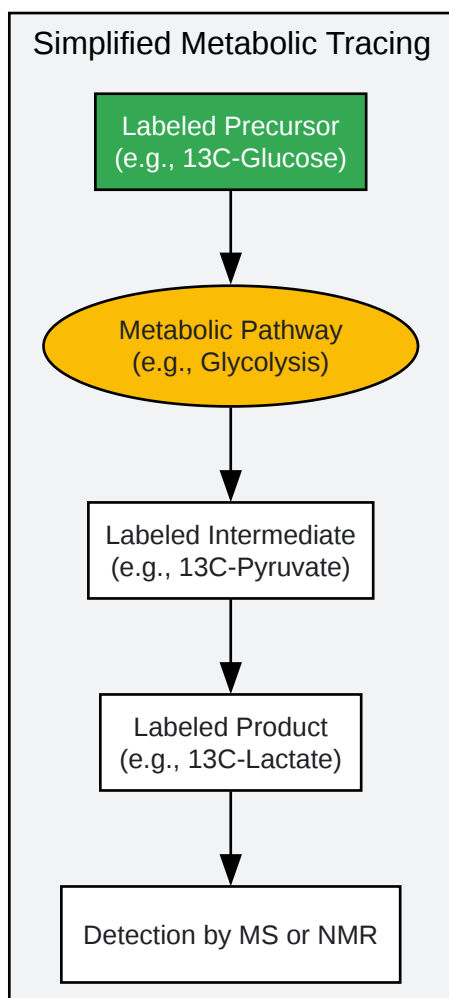 Simplified Metabolic Tracing
Labeled Precursor
(e.g., 13C-Glucose)
Metabolic Pathway
(e.g., Glycolysis)
Labeled Intermediate
(e.g., 13C-Pyruvate)
Labeled Product
(e.g., 13C-Lactate)
Detection by MS or NMR